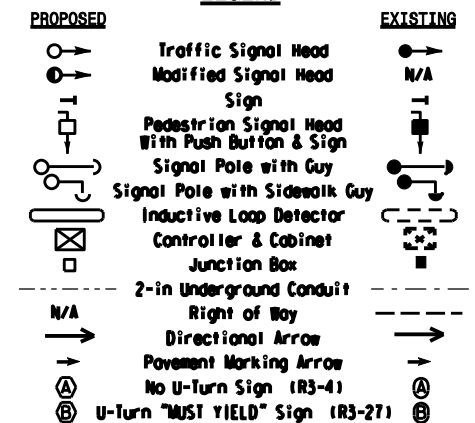 PROPOSED EXISTING
Traffic Signal Head
Modified Signal Head N/A
Sign
Pedestrian Signal Head
With Push Button & Sign
Signal Pole with Guy
Signal Pole with Sidewalk Guy
Inductive Loop Detector
Controller & Cabinet
Junction Box
2-in Underground Conduit
N/A Right of Way
Directional Arrow
Pavement Marking Arrow
A No U-Turn Sign (R3-4) A
B U-Turn "MUST YIELD" Sign (R3-27) B